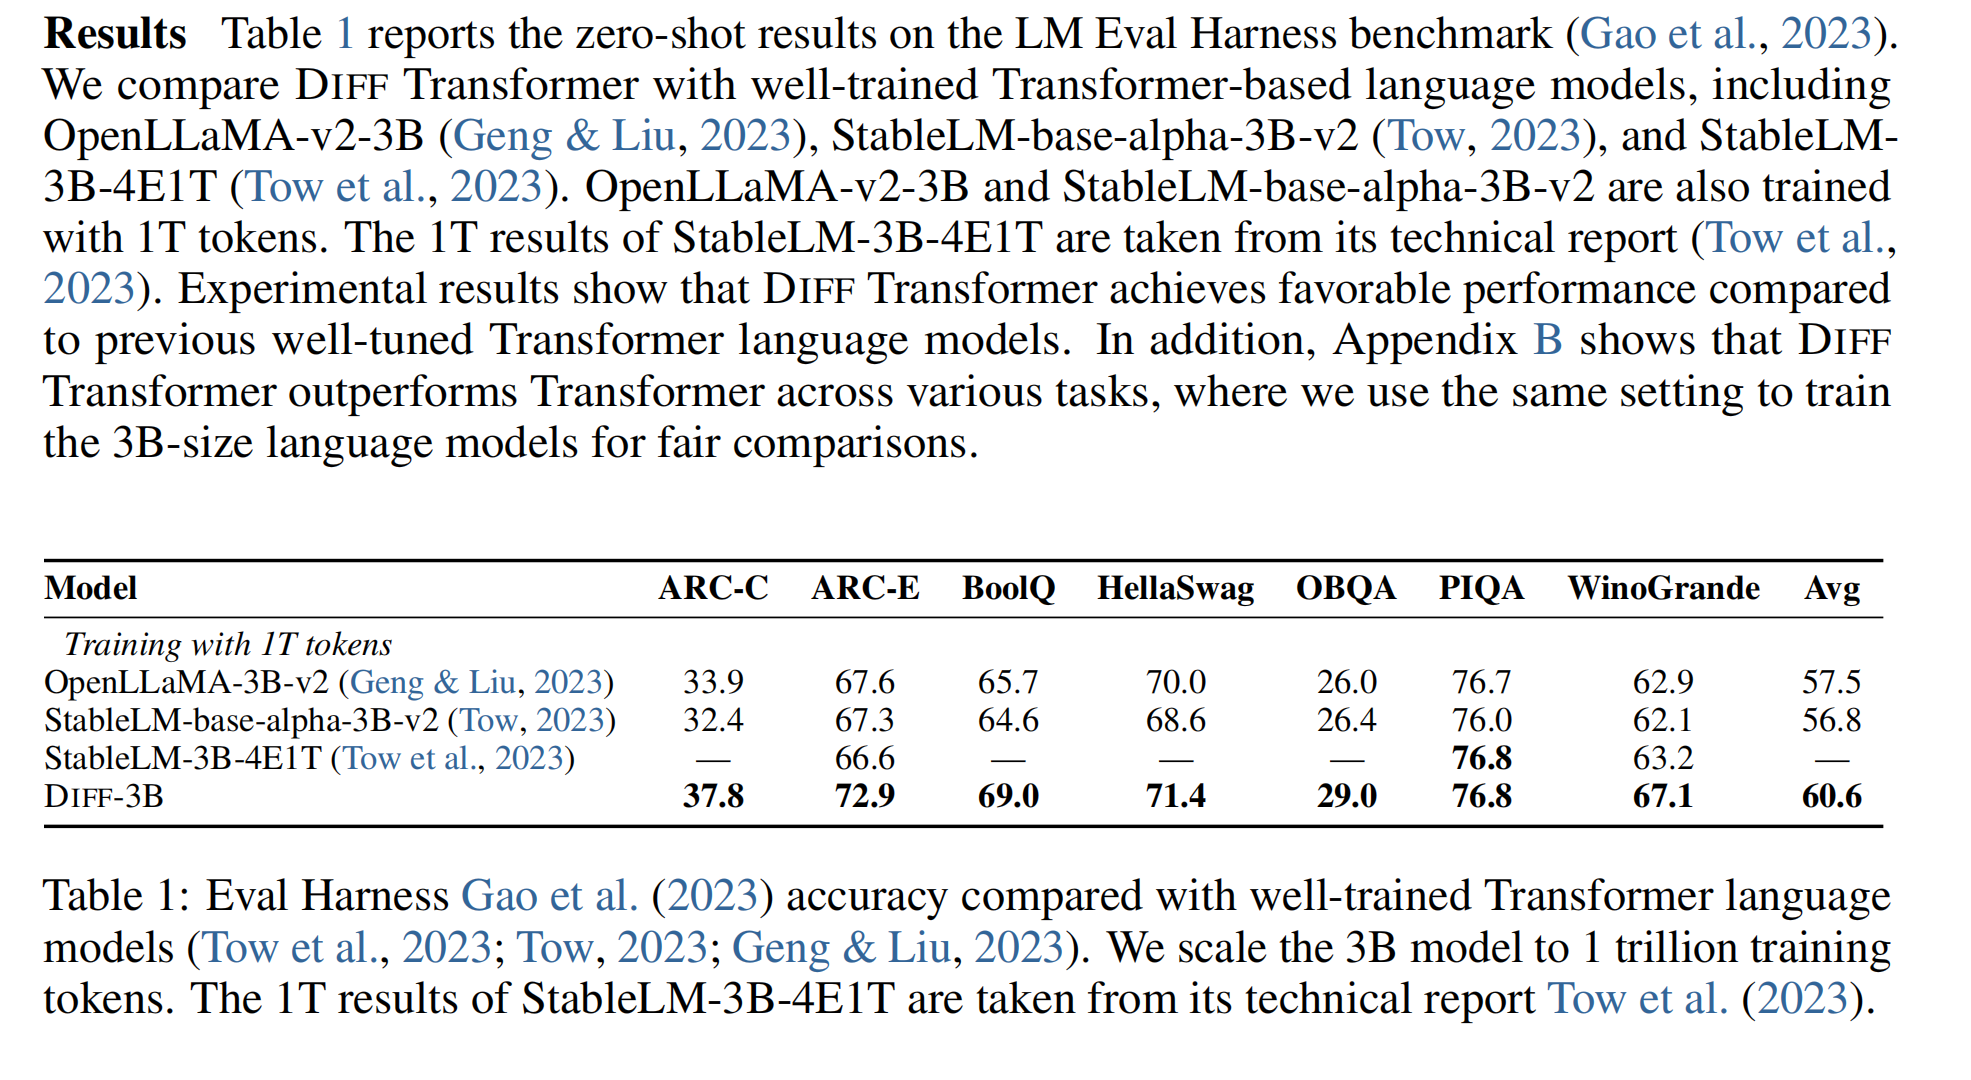 Results Table 1 reports the zero-shot results on the LM Eval Harness benchmark (Gao et al., 2023).
We compare DIFF Transformer with well-trained Transformer-based language models, including
OpenLLaMA-v2-3B (Geng & Liu, 2023), StableLM-base-alpha-3B-v2 (Tow, 2023), and StableLM-
3B-4E1T (Tow et al., 2023). OpenLLaMA-v2-3B and StableLM-base-alpha-3B-v2 are also trained
with 1T tokens. The 1T results of StableLM-3B-4E1T are taken from its technical report (Tow et al.,
2023). Experimental results show that DIFF Transformer achieves favorable performance compared
to previous well-tuned Transformer language models. In addition, Appendix B shows that DIFF
Transformer outperforms Transformer across various tasks, where we use the same setting to train
the 3B-size language models for fair comparisons.
Model ARC-C ARC-E BoolQ HellaSwag OBQA PIQA WinoGrande Avg
Training with 1T tokens
OpenLLaMA-3B-v2 (Geng & Liu, 2023) 33.9 67.6 65.7 70.0 26.0 76.7 62.9 57.5
StableLM-base-alpha-3B-v2 (Tow, 2023) 32.4 67.3 64.6 68.6 26.4 76.0 62.1 56.8
StableLM-3B-4E1T (Tow et al., 2023) — 66.6 — — — 76.8 63.2 —
DIFF-3B 37.8 72.9 69.0 71.4 29.0 76.8 67.1 60.6
Table 1: Eval Harness Gao et al. (2023) accuracy compared with well-trained Transformer language
models (Tow et al., 2023; Tow, 2023; Geng & Liu, 2023). We scale the 3B model to 1 trillion training
tokens. The 1T results of StableLM-3B-4E1T are taken from its technical report Tow et al. (2023).